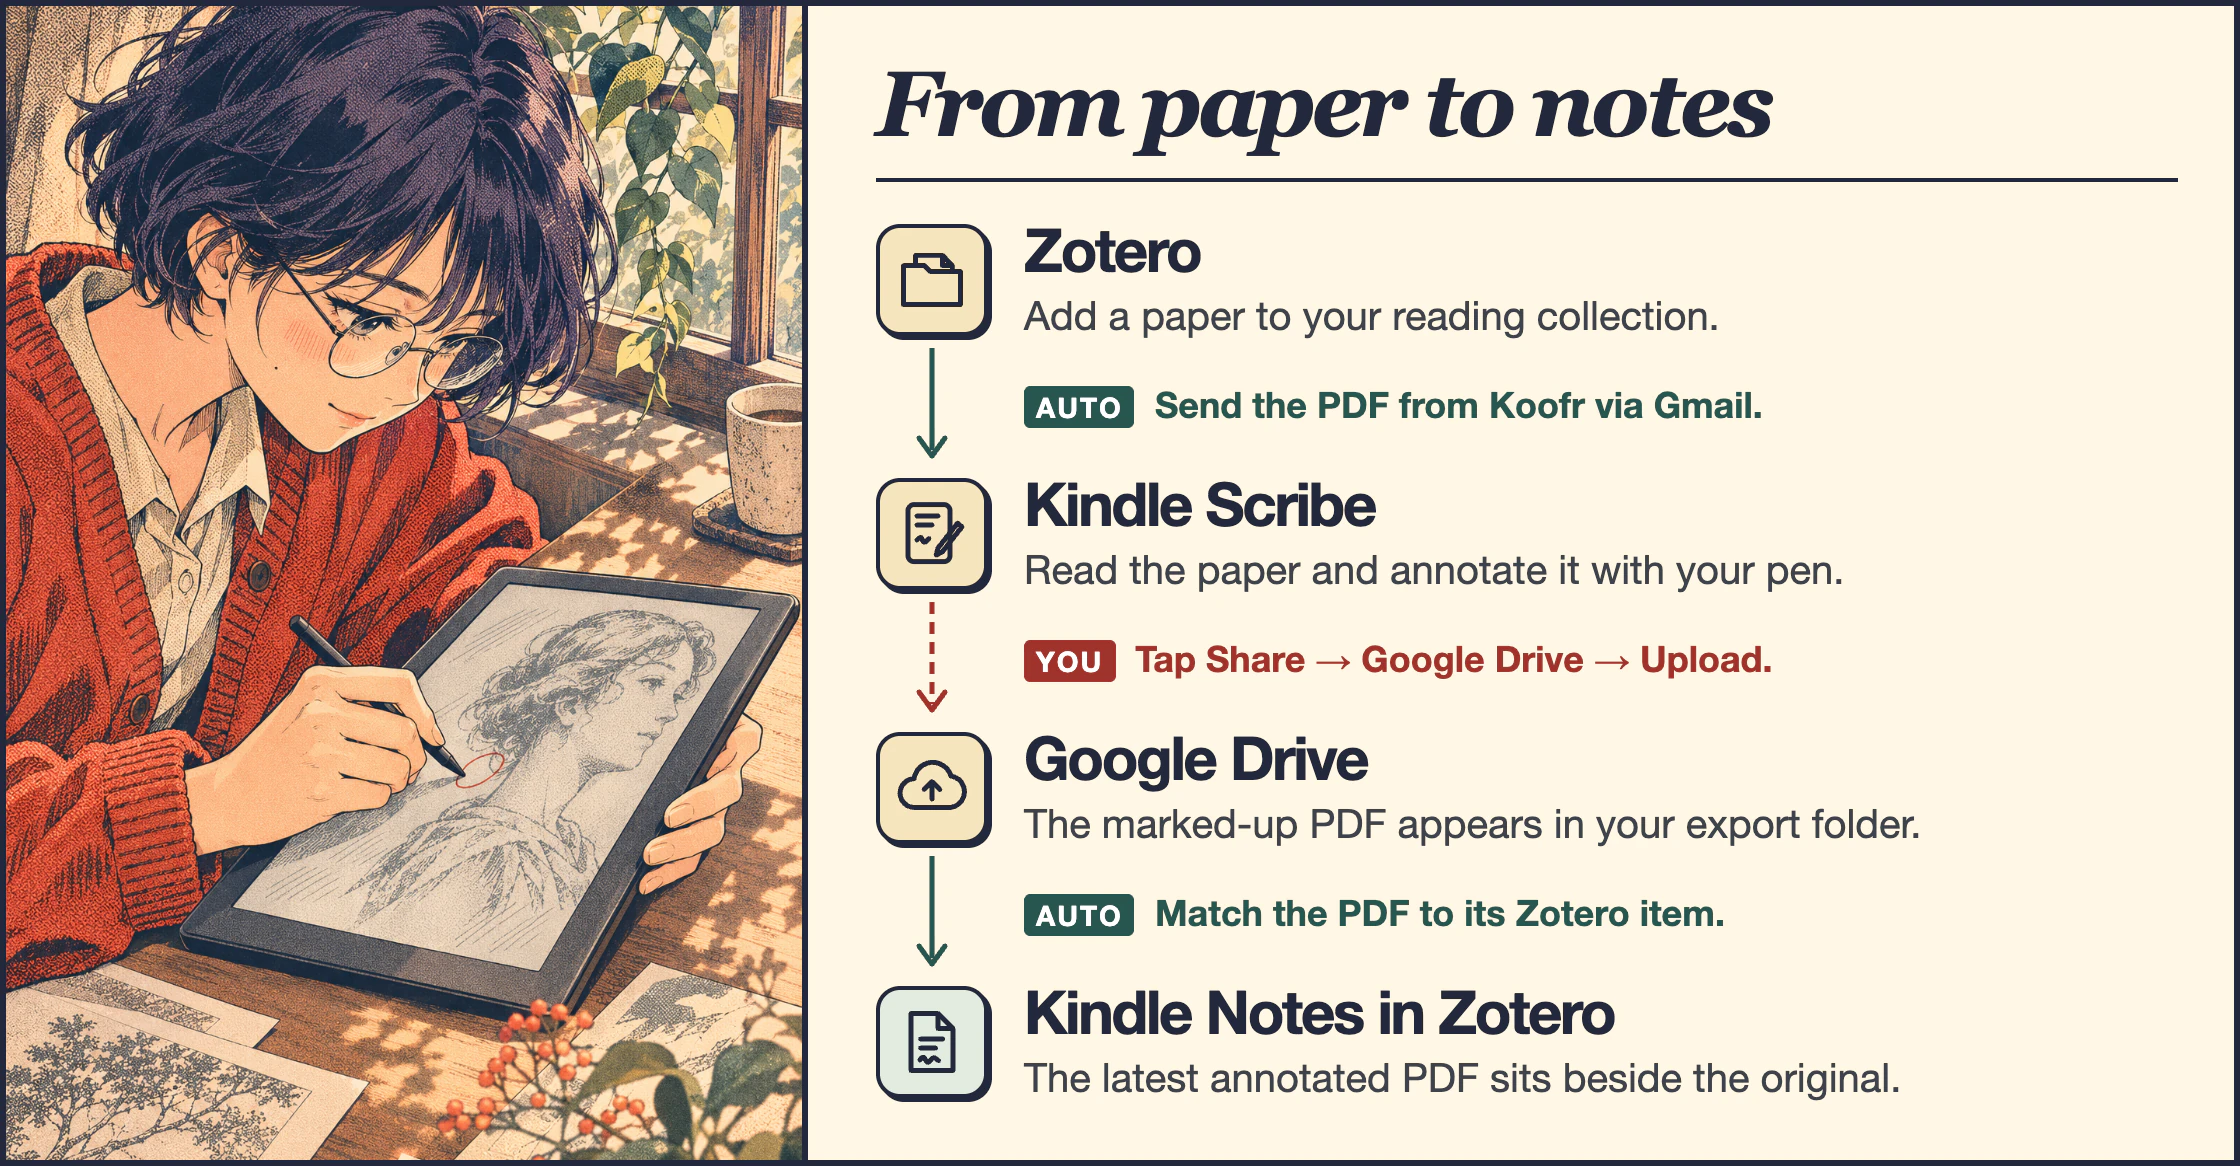 From paper to notes
Zotero
Add a paper to your reading collection.
AUTO Send the PDF from Koofr via Gmail.
Kindle Scribe
Read the paper and annotate it with your pen.
YOU Tap Share → Google Drive → Upload.
Google Drive
The marked-up PDF appears in your export folder.
AUTO Match the PDF to its Zotero item.
Kindle Notes in Zotero
The latest annotated PDF sits beside the original.